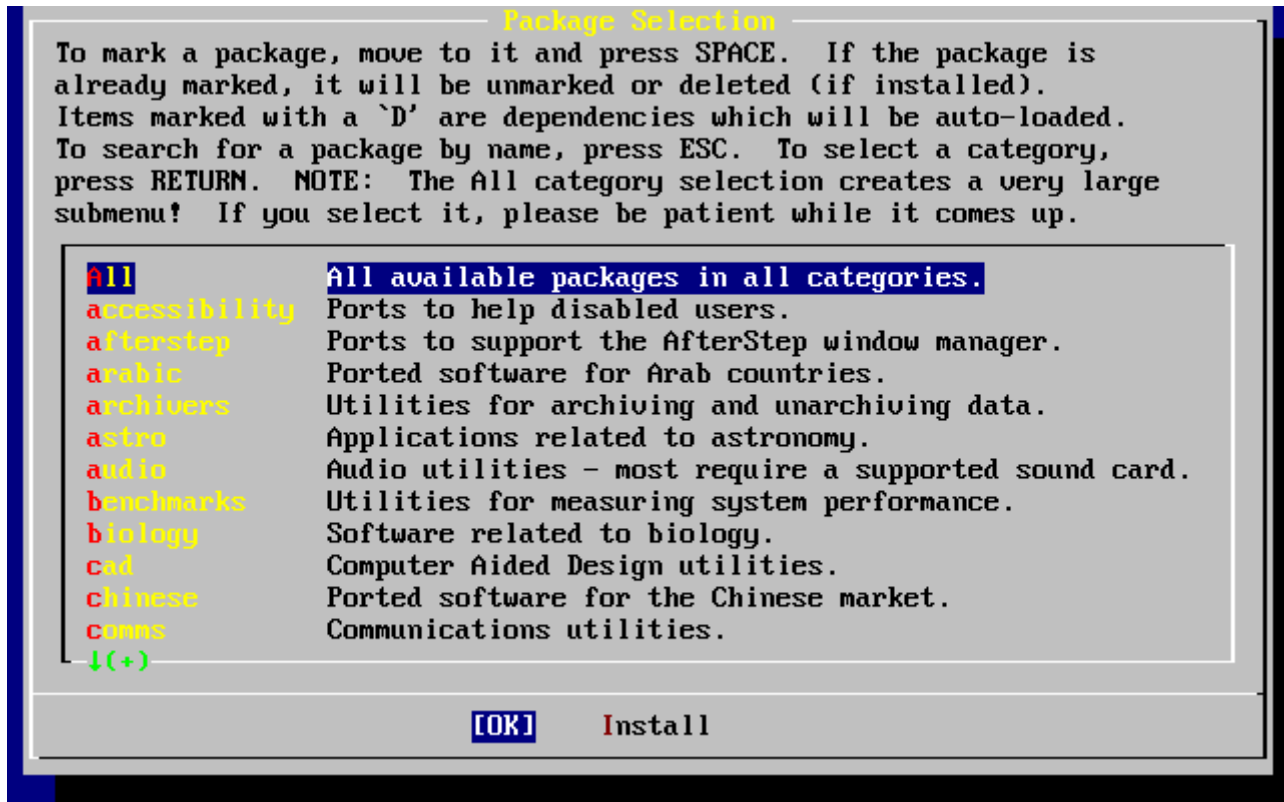 Package Selection
To mark a package, move to it and press SPACE.  If the package is
already marked, it will be unmarked or deleted (if installed).
Items marked with a `D' are dependencies which will be auto-loaded.
To search for a package by name, press ESC.  To select a category,
press RETURN.  NOTE:  The All category selection creates a very large
submenu!  If you select it, please be patient while it comes up.
All All available packages in all categories.
accessibility Ports to help disabled users.
afterstep Ports to support the AfterStep window manager.
arabic Ported software for Arab countries.
archivers Utilities for archiving and unarchiving data.
astro Applications related to astronomy.
audio Audio utilities - most require a supported sound card.
benchmarks Utilities for measuring system performance.
biology Software related to biology.
cad Computer Aided Design utilities.
chinese Ported software for the Chinese market.
comms Communications utilities.
↓(+)
[OK] Install